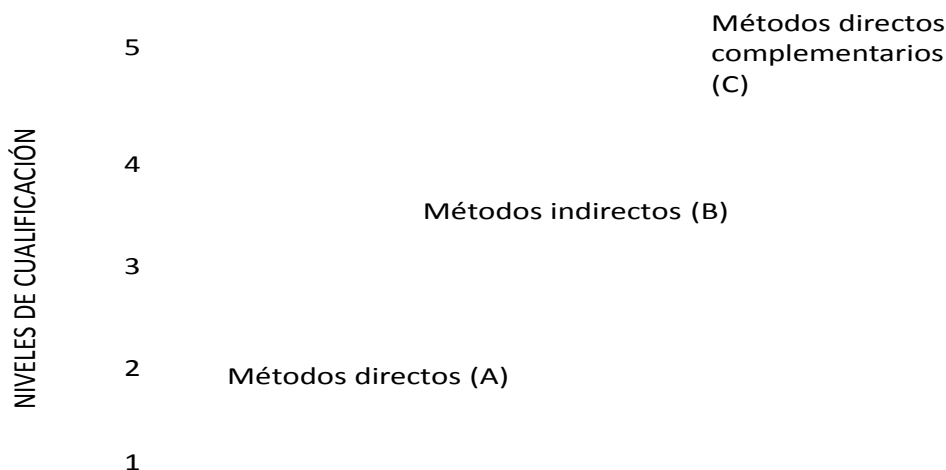 Métodos directos
complementarios
(C)
5
4
Métodos indirectos (B)
3
2
Métodos directos (A)
1
NIVELES DE CUALIFICACIÓN